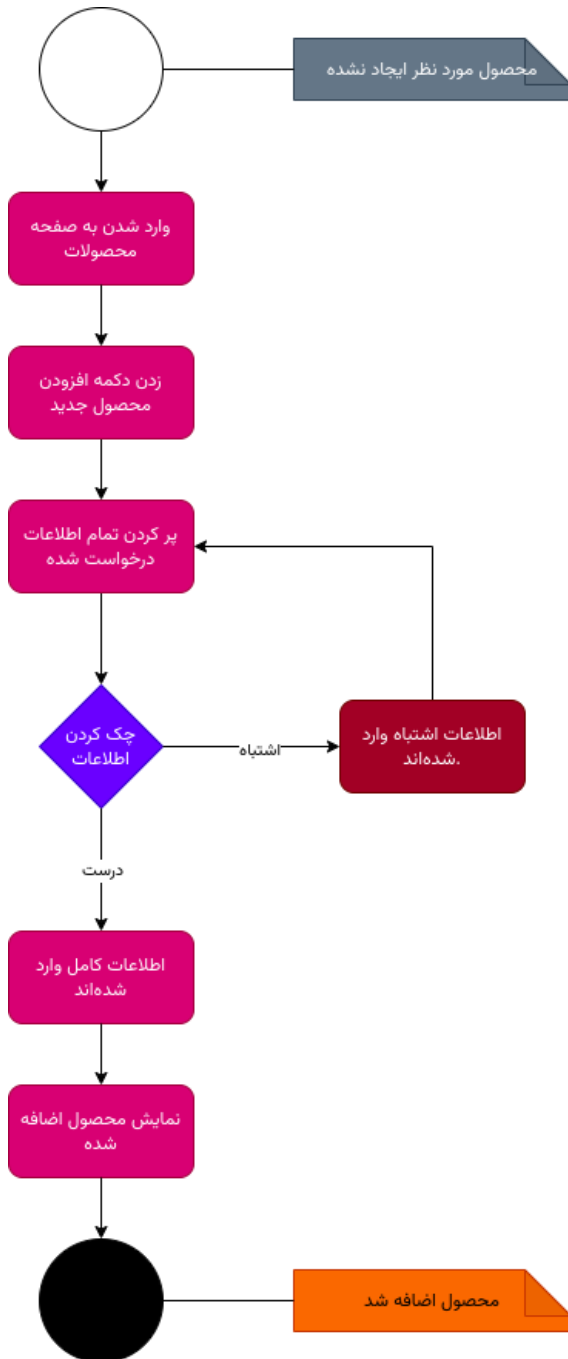 محصول مورد نظر ایجاد نشده
وارد شدن به صفحه
محصولات
زدن دکمه افزودن
محصول جدید
پر کردن تمام اطلاعات
درخواست شده
چک کردن
اطلاعات
اشتباه
اطلاعات اشتباه وارد
شده‌اند.
درست
اطلاعات کامل وارد
شده‌اند
نمایش محصول اضافه
شده
محصول اضافه شد